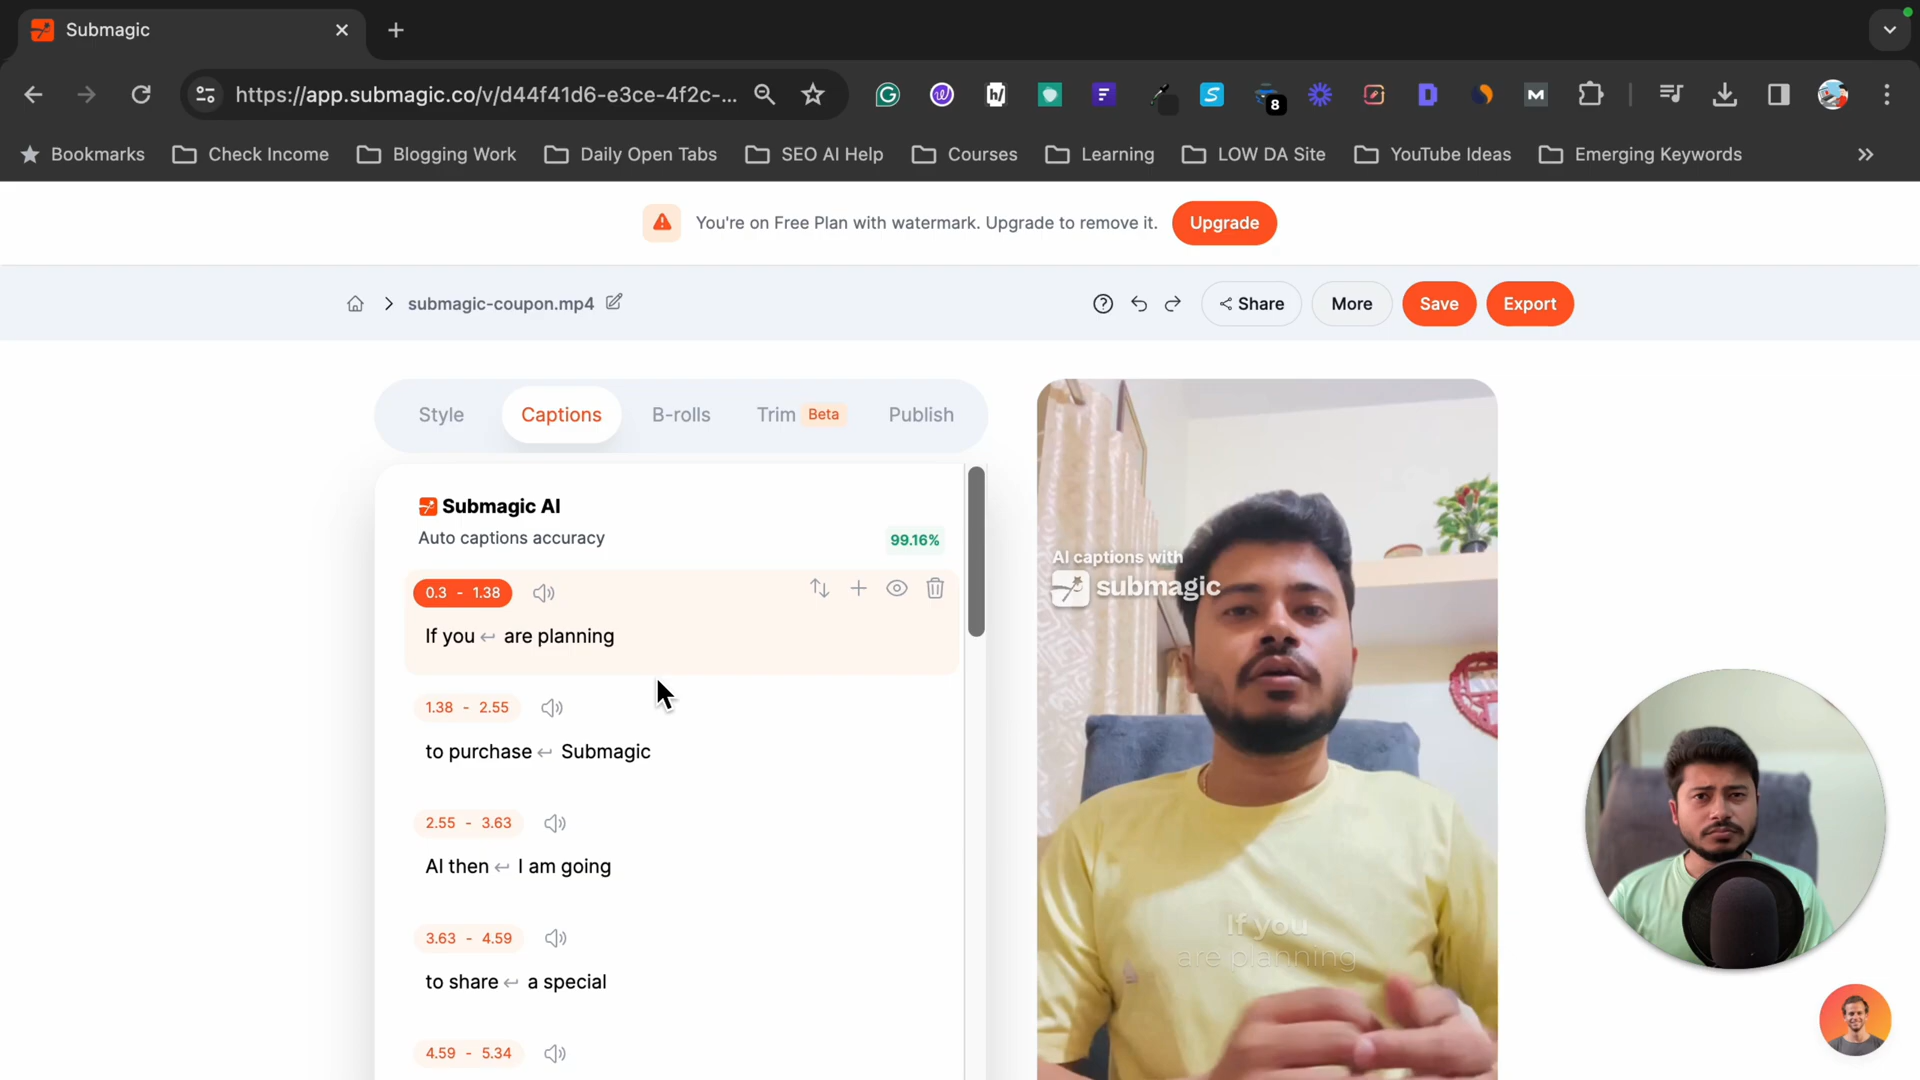 Submagic
https://app.submagic.co/v/d44f41d6-e3ce-4f2c-...
8
Bookmarks
Check Income
Blogging Work
Daily Open Tabs
SEO AI Help
Courses
Learning
LOW DA Site
YouTube Ideas
Emerging Keywords
You're on Free Plan with watermark. Upgrade to remove it.
Upgrade
submagic-coupon.mp4
Share
More
Save
Export
Style
Captions
B-rolls
Trim Beta
Publish
Submagic AI
Auto captions accuracy
99.16%
0.3 - 1.38
If you ↩ are planning
1.38 - 2.55
to purchase ↩ Submagic
2.55 - 3.63
AI then ↩ I am going
3.63 - 4.59
to share ↩ a special
4.59 - 5.34
AI captions with
submagic
If you
are planning